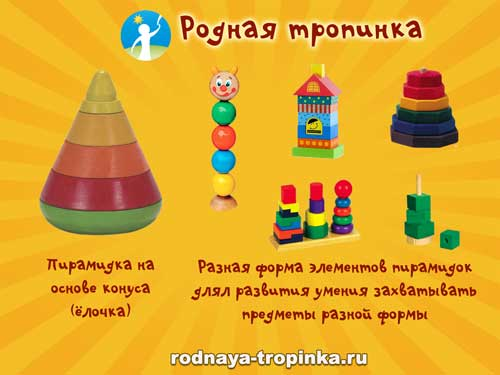 Родная тропинка
Пирамидка на
основе конуса
(ёлочка)
Разная форма элементов пирамидок
длял развития умения захватывать
предметы разной формы
rodnaya-tropinka.ru